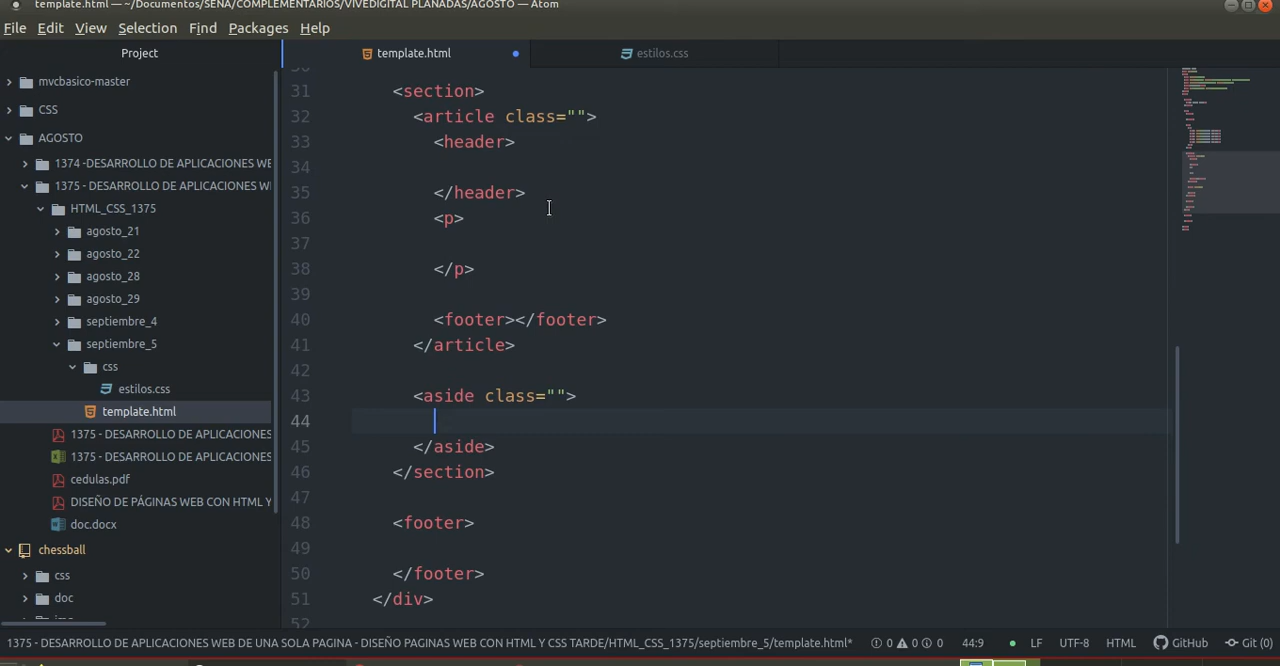 template.html — ~/Documentos/SENA/COMPLEMENTARIOS/VIVEDIGITAL PLANADAS/AGOSTO — Atom
File Edit View Selection Find Packages Help
Project
template.html
estilos.css
mvcbasico-master
CSS
AGOSTO
1374 -DESARROLLO DE APLICACIONES WE
1375 - DESARROLLO DE APLICACIONES W
HTML_CSS_1375
agosto_21
agosto_22
agosto_28
agosto_29
septiembre_4
septiembre_5
css
estilos.css
template.html
1375 - DESARROLLO DE APLICACIONES
1375 - DESARROLLO DE APLICACIONES
cedulas.pdf
DISEÑO DE PÁGINAS WEB CON HTML Y
doc.docx
chessball
css
doc
31 <section>
32 <article class="">
33 <header>
34
35 </header>
36 <p>
37
38 </p>
39
40 <footer></footer>
41 </article>
42
43 <aside class="">
44
45 </aside>
46 </section>
47
48 <footer>
49
50 </footer>
51 </div>
52
1375 - DESARROLLO DE APLICACIONES WEB DE UNA SOLA PAGINA - DISEÑO PAGINAS WEB CON HTML Y CSS TARDE/HTML_CSS_1375/septiembre_5/template.html* 0 0 0 44:9 LF UTF-8 HTML GitHub Git (0)